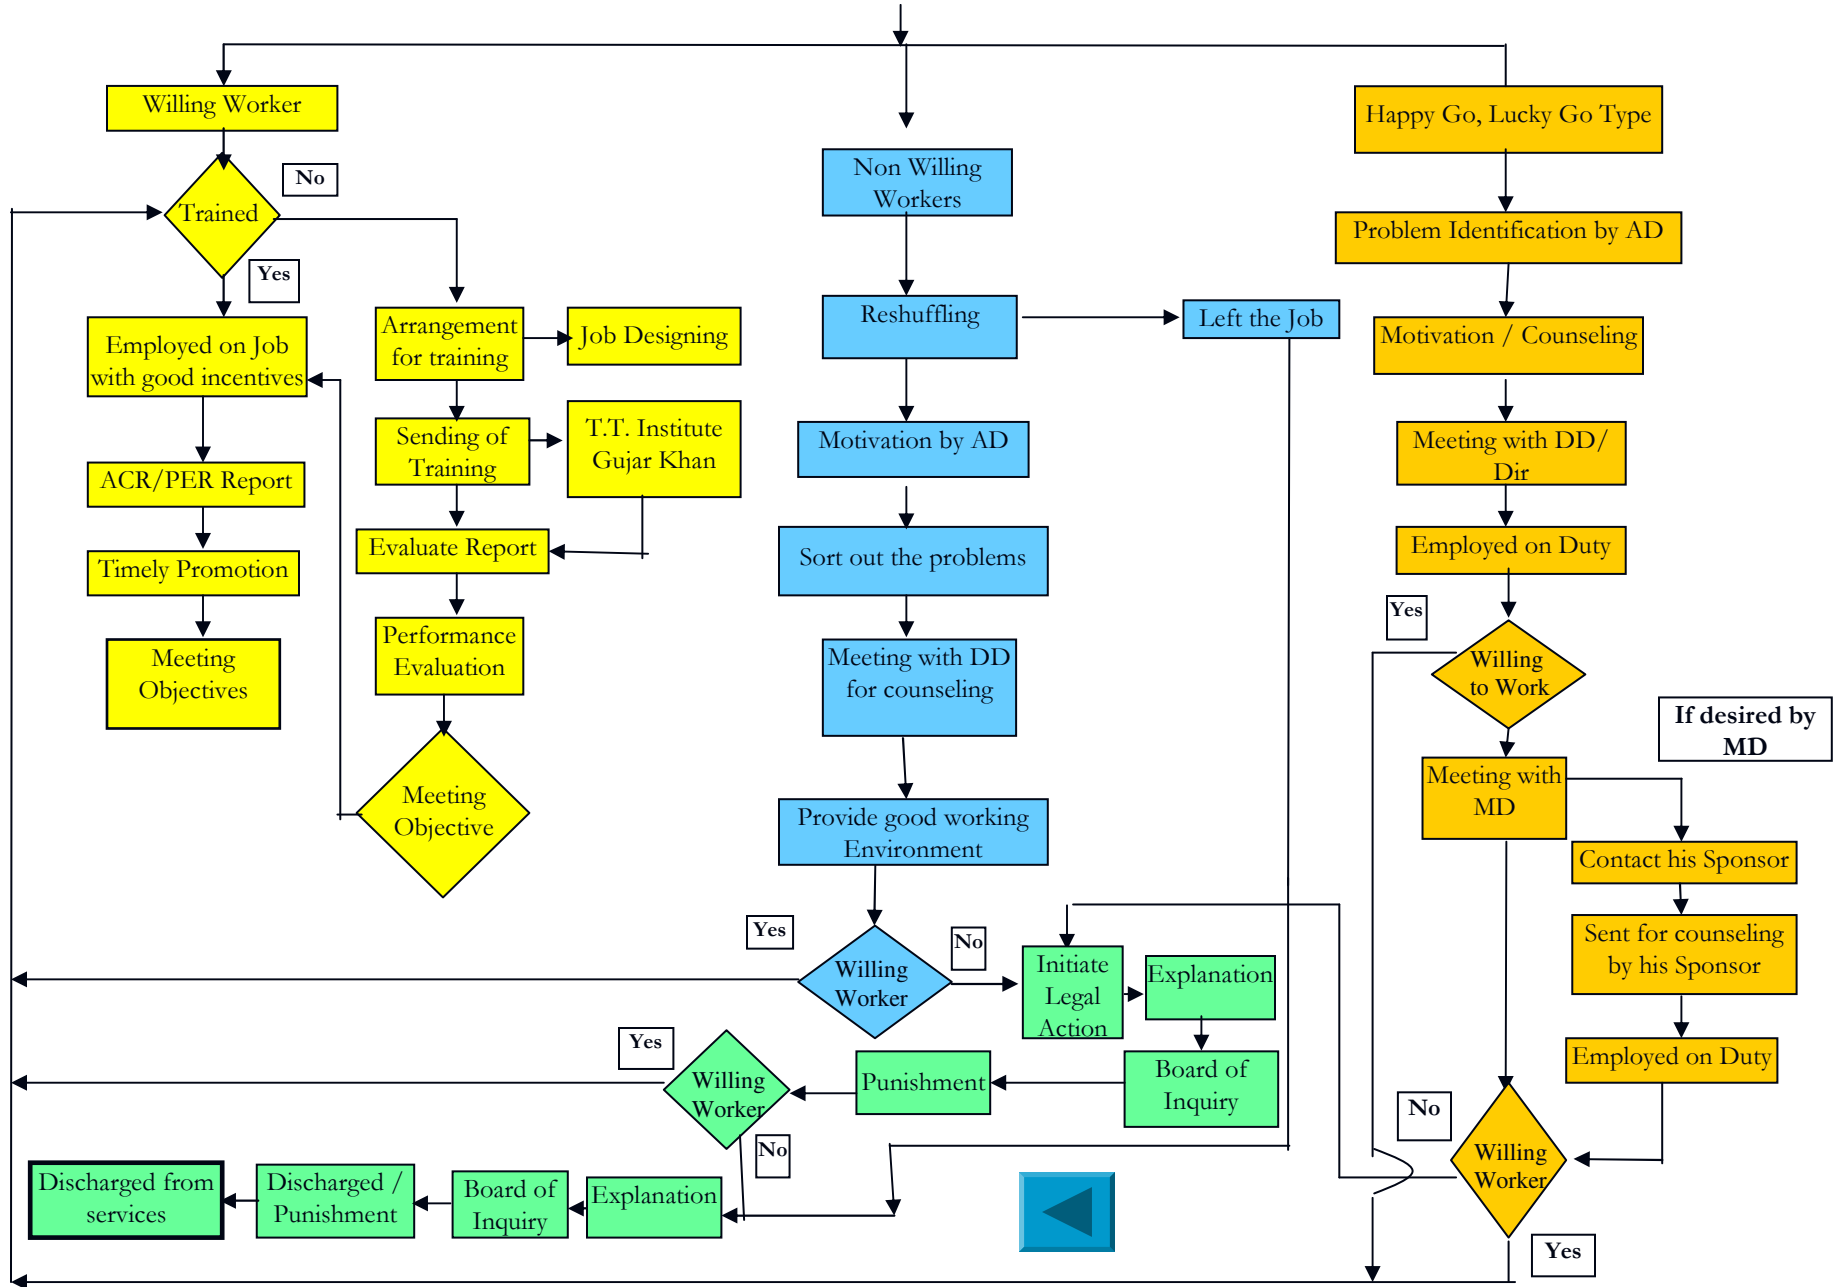 Willing Worker
No
Trained
Yes
Employed on Job
with good incentives
ACR/PER Report
Timely Promotion
Meeting
Objectives
Arrangement
for training
Job Designing
Sending of
Training
T.T. Institute
Gujar Khan
Evaluate Report
Performance
Evaluation
Meeting
Objective
Non Willing
Workers
Reshuffling
Left the Job
Motivation by AD
Sort out the problems
Meeting with DD
for counseling
Provide good working
Environment
Yes
Willing
Worker
No
Initiate
Legal
Action
Explanation
Board of
Inquiry
Punishment
Yes
Willing
Worker
No
Explanation
Board of
Inquiry
Discharged /
Punishment
Discharged from
services
Happy Go, Lucky Go Type
Problem Identification by AD
Motivation / Counseling
Meeting with DD/
Dir
Employed on Duty
Yes
Willing
to Work
If desired by
MD
Meeting with
MD
Contact his Sponsor
Sent for counseling
by his Sponsor
Employed on Duty
No
Willing
Worker
Yes